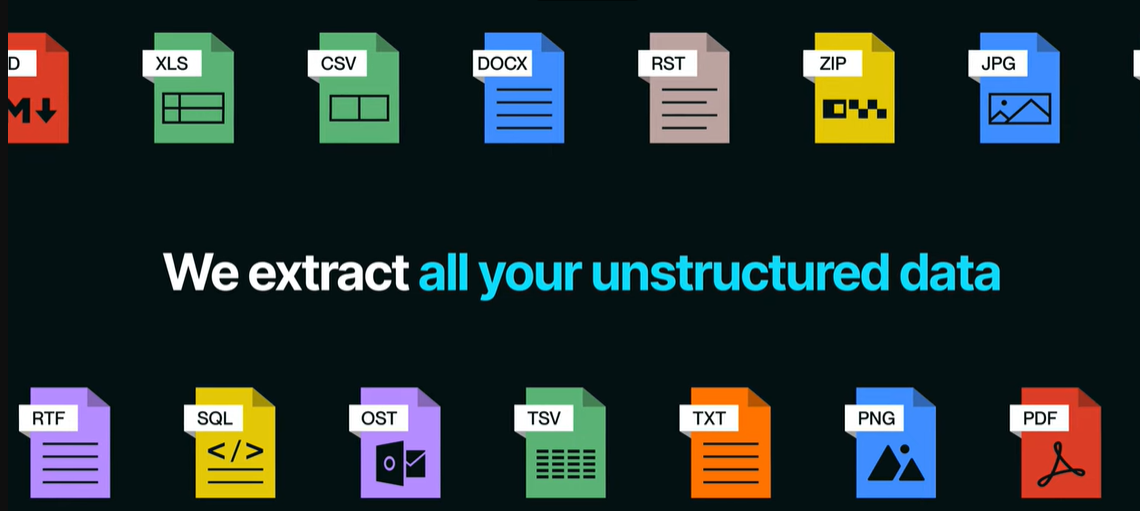 D
XLS
CSV
DOCX
RST
ZIP
JPG
M
We extract all your unstructured data
RTF
SQL
</>
OST
O
TSV
TXT
PNG
PDF